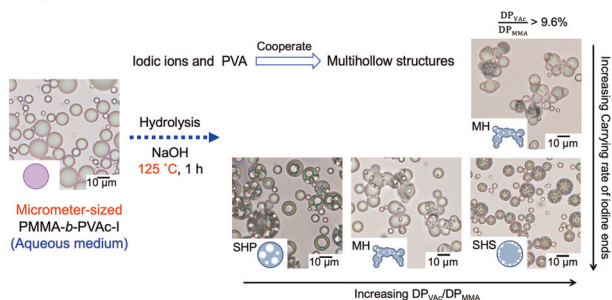 DP_VAc / DP_MMA > 9.6%
Iodic ions and PVA
Cooperate
Multihollow structures
MH
10 µm
Hydrolysis
NaOH
125 °C, 1 h
10 µm
Micrometer-sized
PMMA-b-PVAc-I
(Aqueous medium)
SHP
10 µm
MH
10 µm
SHS
10 µm
Increasing DP_VAc/DP_MMA
Increasing Carrying rate of iodine ends